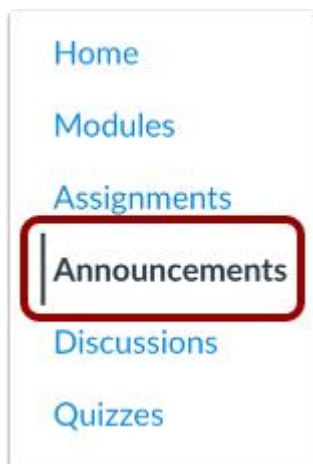 Home
Modules
Assignments
Announcements
Discussions
Quizzes